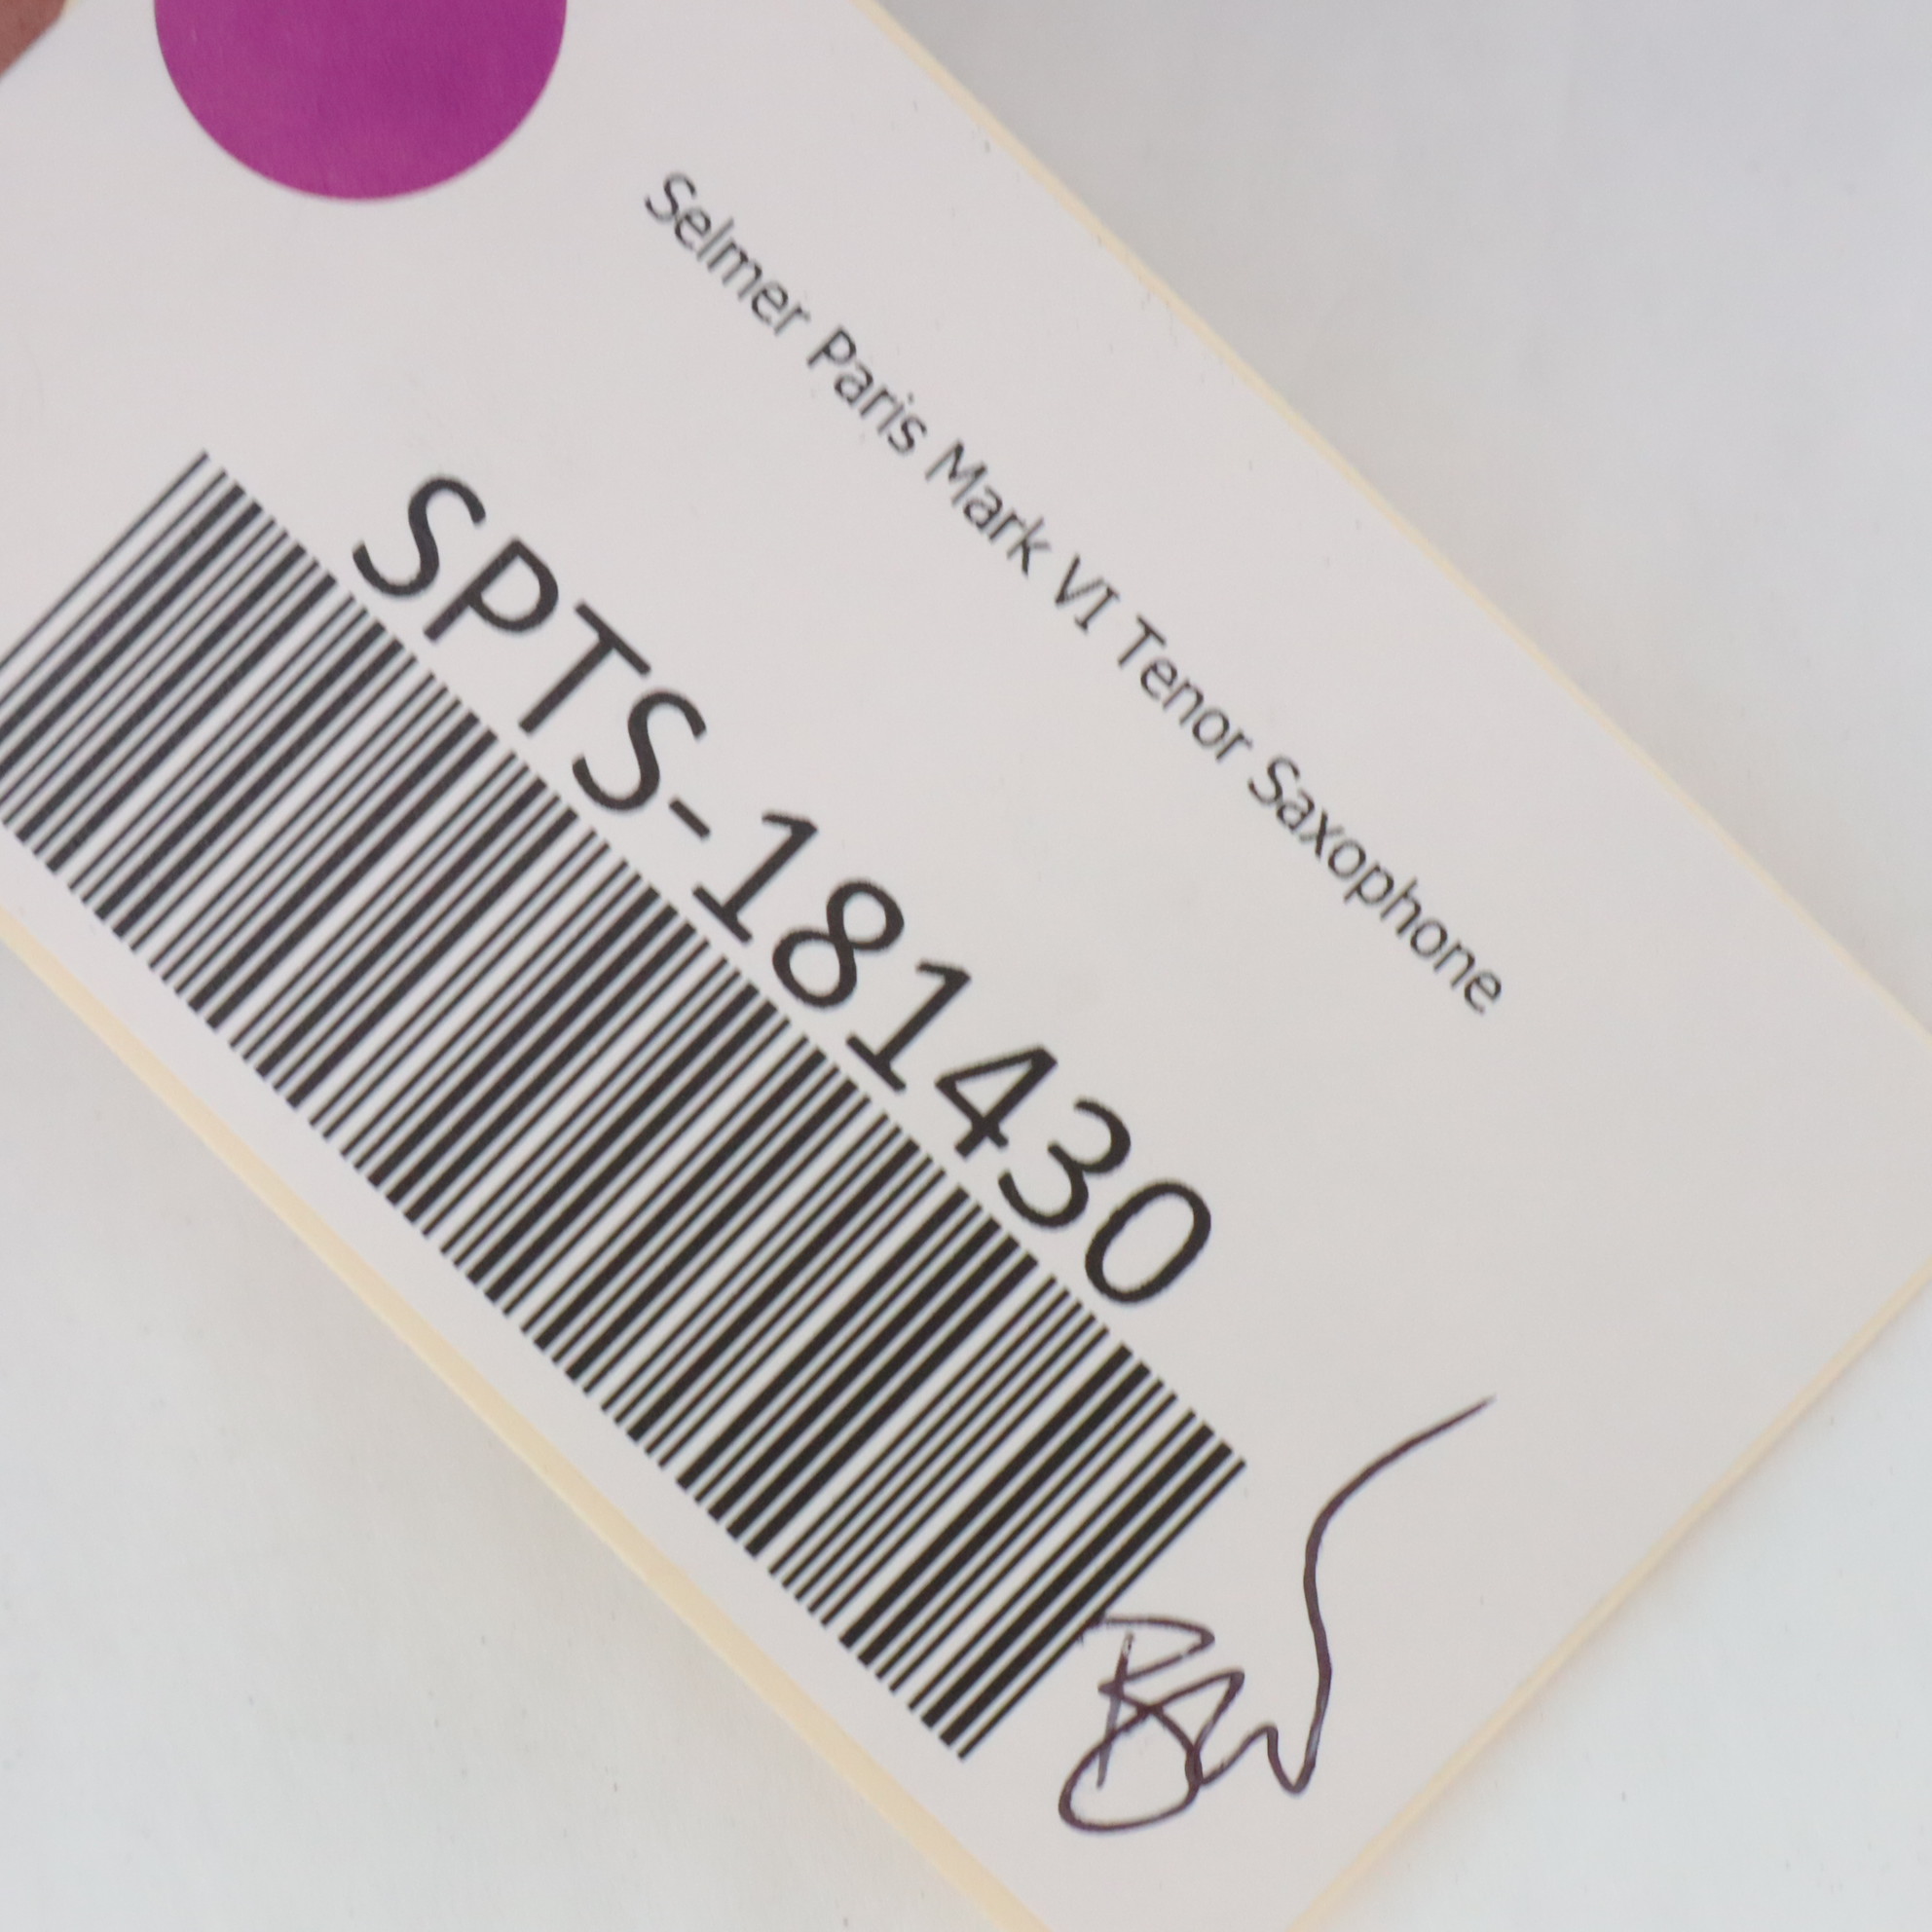 Selmer Paris Mark VI Tenor Saxophone
SPTS-181430